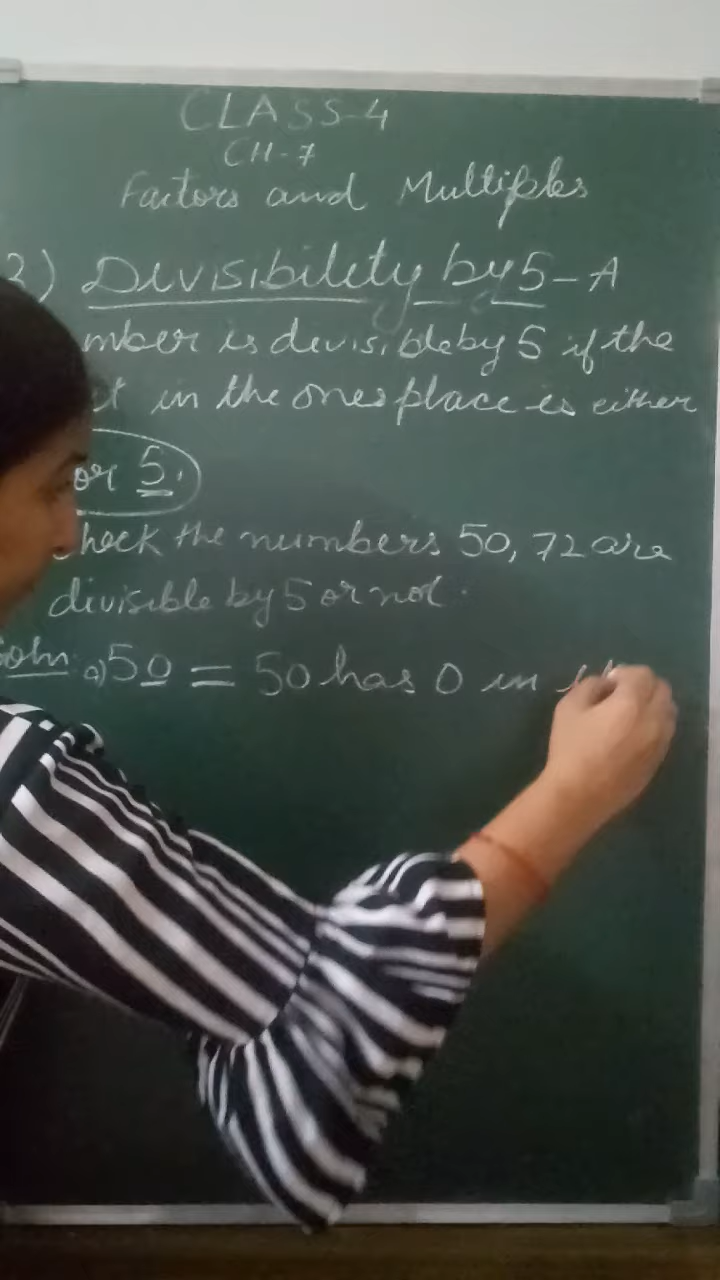 CLASS-4
CH-7
Factors and Multiples
3) Divisibility by 5 - A
mber is divisible by 5 if the
t in the ones place is either
or 5.
heck the numbers 50, 72 are
divisible by 5 or not.
Soln: a) 50 = 50 has 0 in